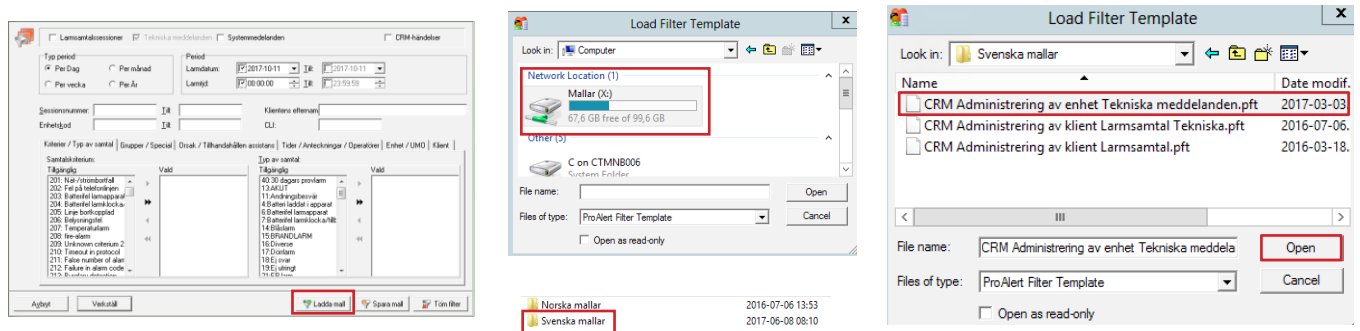 Larmsamtalssessioner Tekniska meddelanden Systemmeddelanden CRM-händelser
Typ period
Per Dag Per månad
Per vecka Per År
Period
Larmdatum: 2017-10-11 Till: 2017-10-11
Larmtid: 00:00:00 Till: 23:59:59
Sessionsnummer: Till: Klientens efternamn
Enhetskod Till: CLI:
Kriterier / Typ av samtal Grupper / Special Orsak / Tillhandahållen assistans Tider / Anteckningar / Operatörer Enhet / UMO Klient
Samtalskriterium:
Tillgänglig Vald
201: Nät-/strömbortfall
202: Fel på telefonlinjen
203: Batterifel larmapparat
204: Batterifel larmklocka-
205: Linje bortkopplad
206: Belysningsfel
207: Temperaturlarm
208: fire-alarm
209: Unknown criterium 2
210: Timeout in protocol
211: False number of alarr
212: Failure in alarm code
Typ av samtal:
Tillgänglig Vald
40:30 dagars provlarm
13:AKUT
11:Andningsbesvär
4:Batteri laddat i apparat
6:Batterifel larmapparat
7:Batterifel larmklocka/hilt
14:Blåslarm
15:BRANDLARM
16:Diverse
17:Dörrlarm
18:Ej svar
19:Ej utringt
Avbryt Verkställ Ladda mall Spara mall Töm filter
Load Filter Template x
Look in: Computer
Network Location (1)
Mallar (X:)
67,6 GB free of 99,6 GB
Other (5)
C on CTMNB006
System Folder
File name: Open
Files of type: ProAlert Filter Template Cancel
Open as read-only
Norska mallar 2016-07-06 13:53
Svenska mallar 2017-06-08 08:10
Load Filter Template x
Look in: Svenska mallar
Name Date modif.
CRM Administrering av enhet Tekniska meddelanden.pft 2017-03-03.
CRM Administrering av klient Larmsamtal Tekniska.pft 2016-07-06.
CRM Administrering av klient Larmsamtal.pft 2016-03-18.
File name: CRM Administrering av enhet Tekniska meddela Open
Files of type: ProAlert Filter Template Cancel
Open as read-only